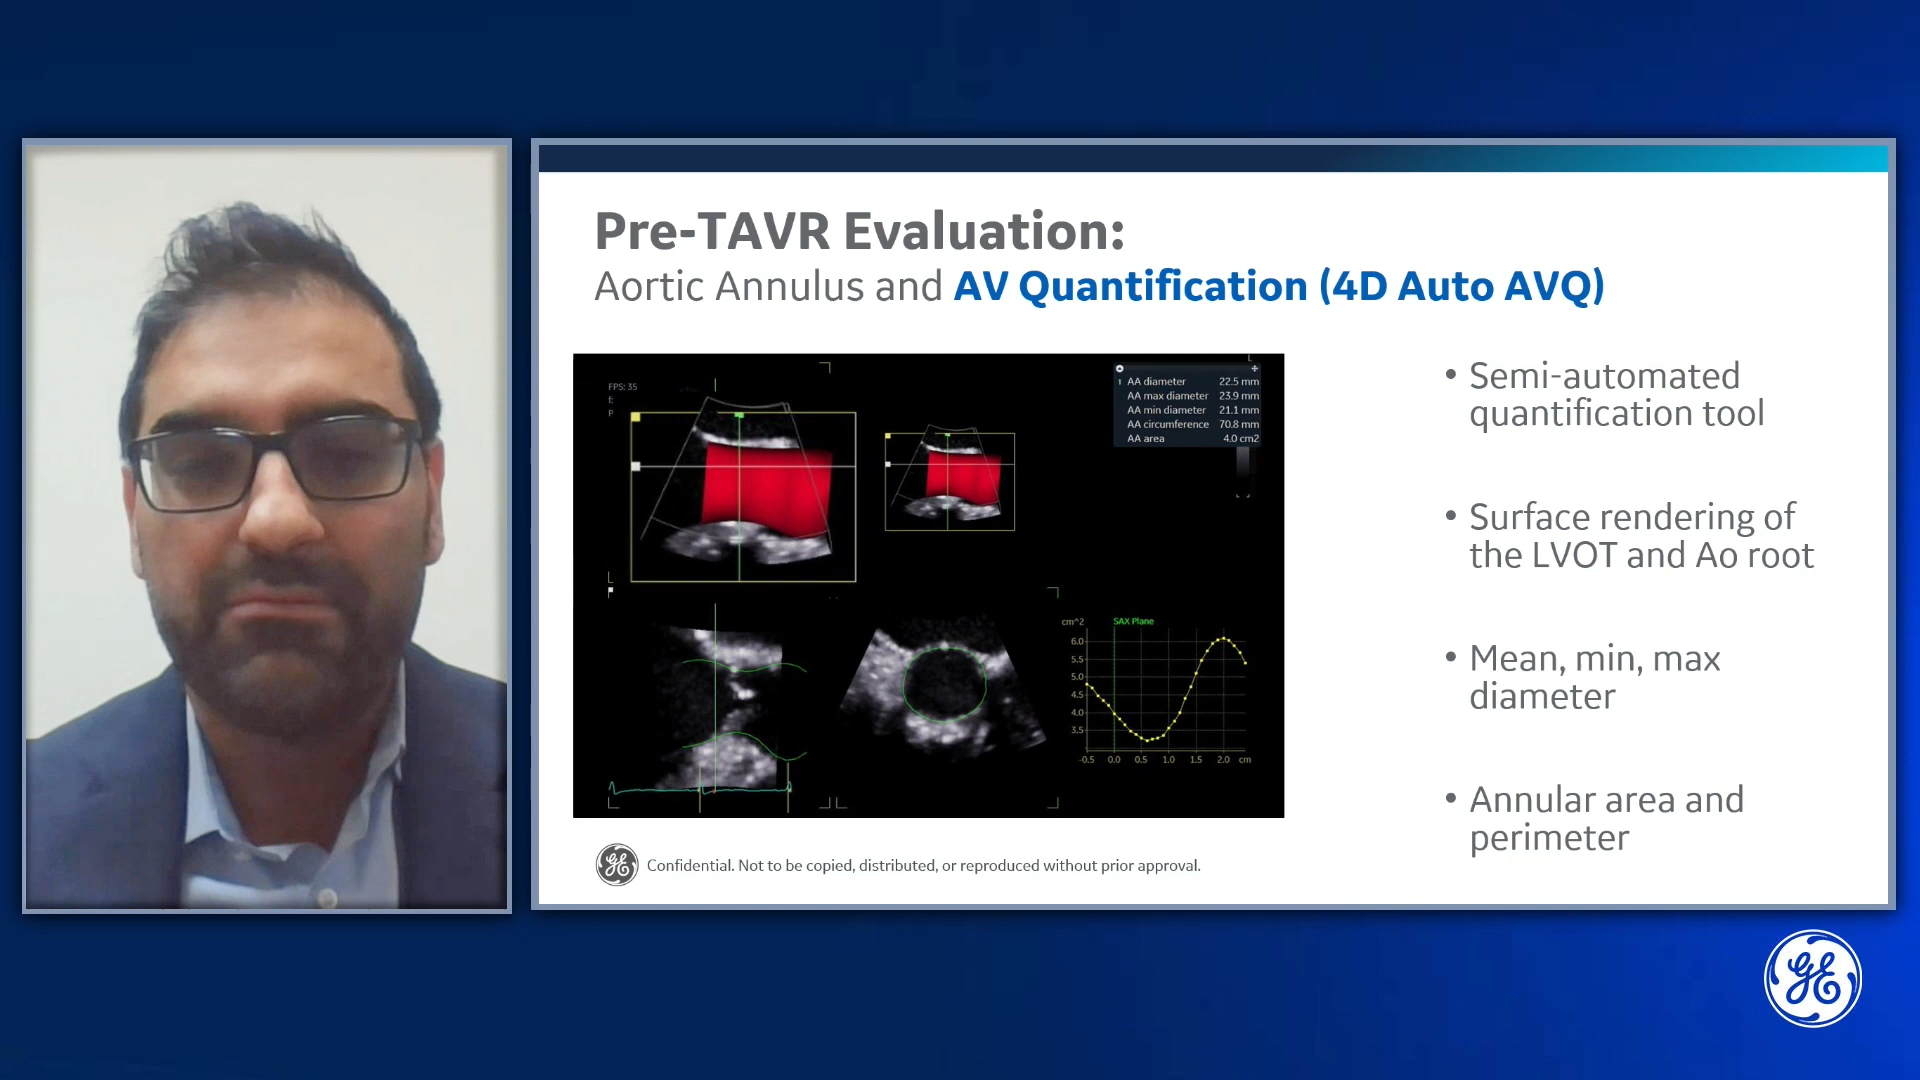 Pre-TAVR Evaluation:
Aortic Annulus and AV Quantification (4D Auto AVQ)
FPS: 35
f:
P
L
1 AA diameter 22.5 mm
AA max diameter 23.9 mm
AA min diameter 21.1 mm
AA circumference 70.8 mm
AA area 4.0 cm2
L
cm^2 SAX Plane
6.0
5.5
5.0
4.5
4.0
3.5
-0.5 0.0 0.5 1.0 1.5 2.0 cm
• Semi-automated
quantification tool
• Surface rendering of
the LVOT and Ao root
• Mean, min, max
diameter
• Annular area and
perimeter
GE Confidential. Not to be copied, distributed, or reproduced without prior approval.
GE